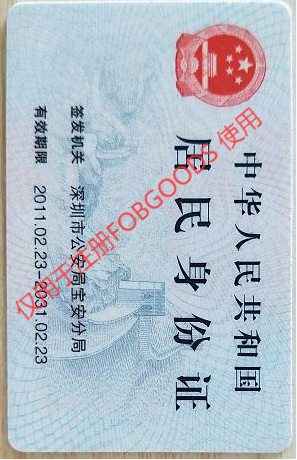 中华人民共和国
居民身份证
签发机关 深圳市公安局宝安分局
有效期限 2011.02.23-2031.02.23
仅用于注册FOBGOODS 使用